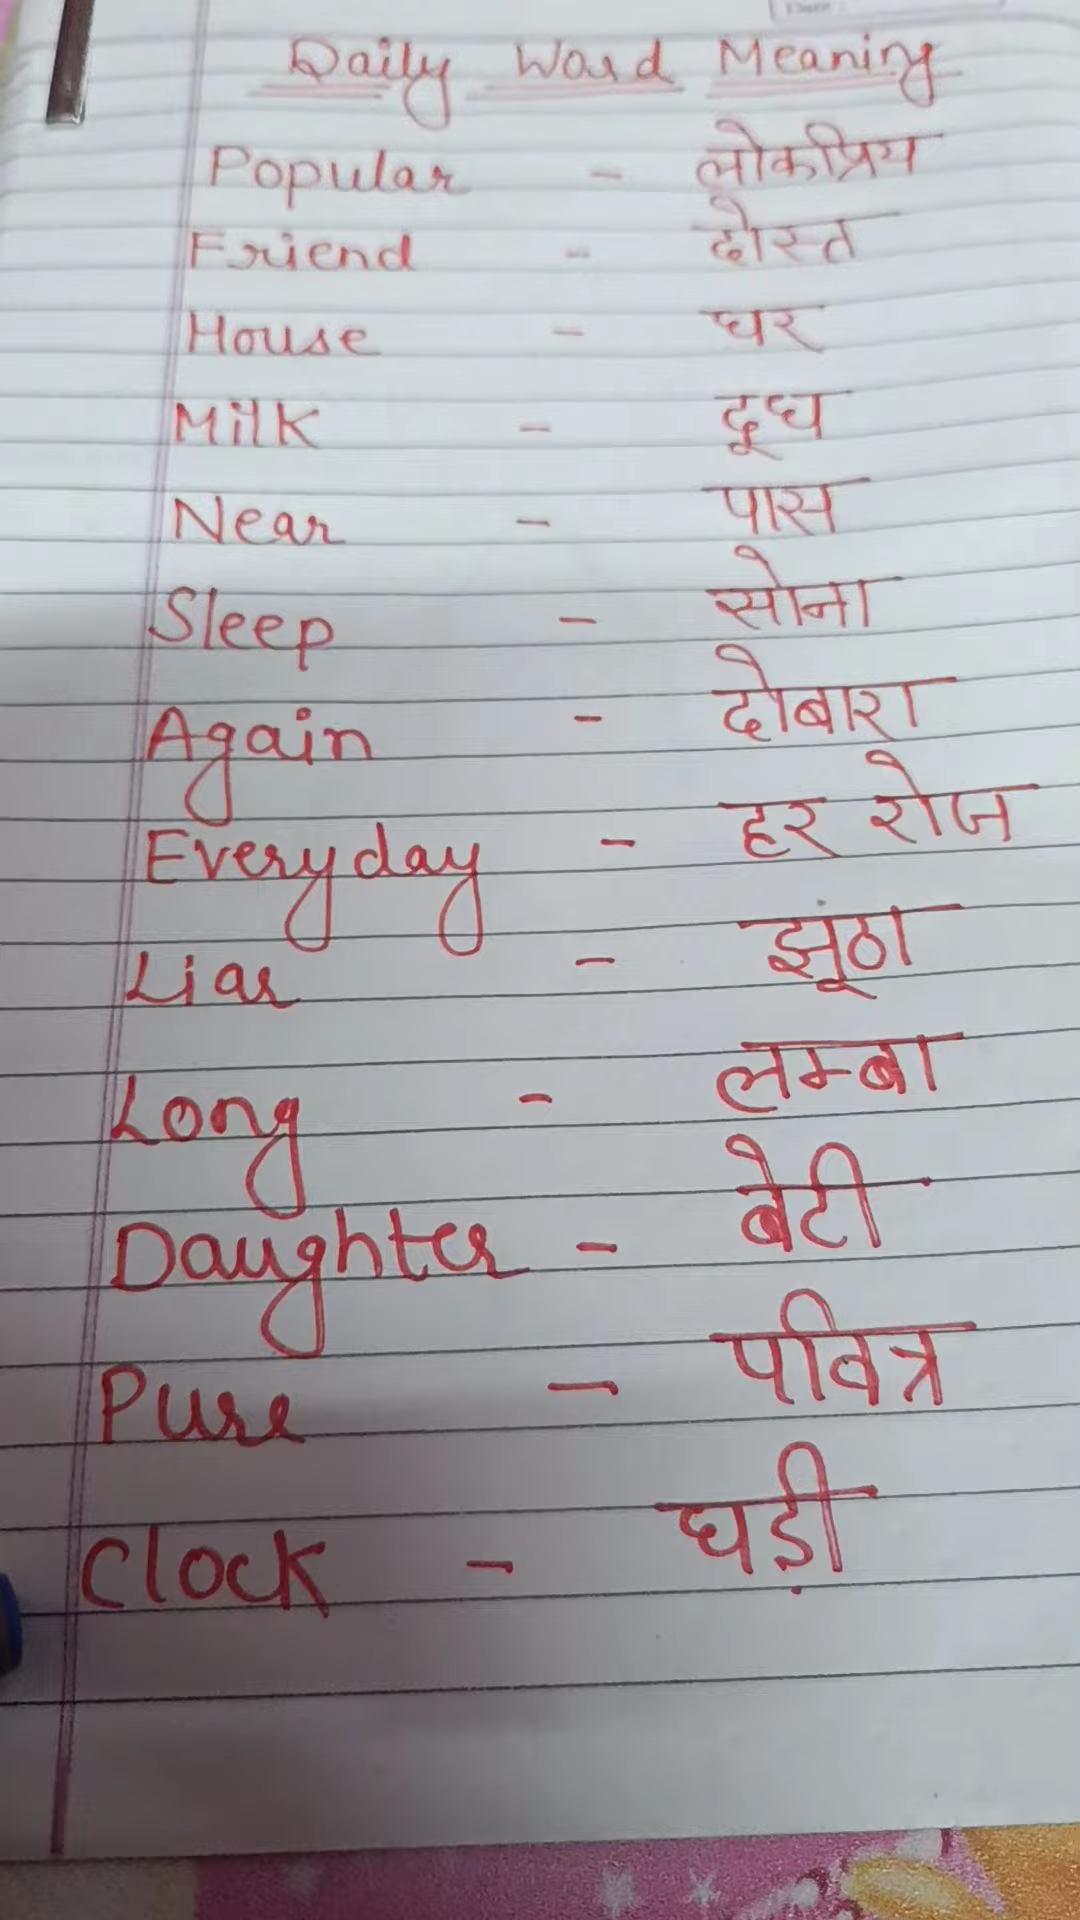 Daily Word Meaning
Popular - लोकप्रिय
Friend - दोस्त
House - घर
Milk - दूध
Near - पास
Sleep - सोना
Again - दोबारा
Everyday - हर रोज
Liar - झूंठा
Long - लम्बा
Daughter - बेटी
Pure - पवित्र
Clock - घड़ी